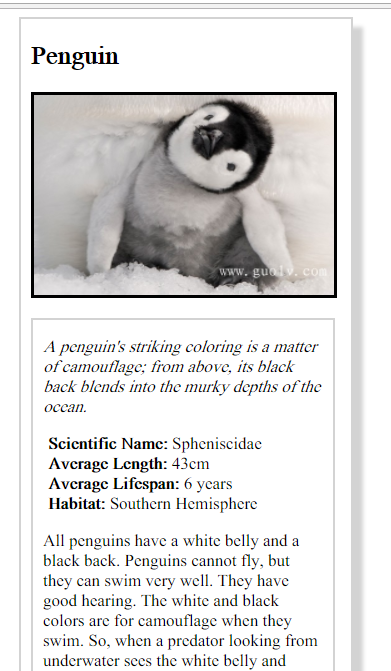 Penguin
www.guolv.com
A penguin's striking coloring is a matter
of camouflage; from above, its black
back blends into the murky depths of the
ocean.
Scientific Name: Spheniscidae
Average Length: 43cm
Average Lifespan: 6 years
Habitat: Southern Hemisphere
All penguins have a white belly and a
black back. Penguins cannot fly, but
they can swim very well. They have
good hearing. The white and black
colors are for camouflage when they
swim. So, when a predator looking from
underwater sees the white belly and